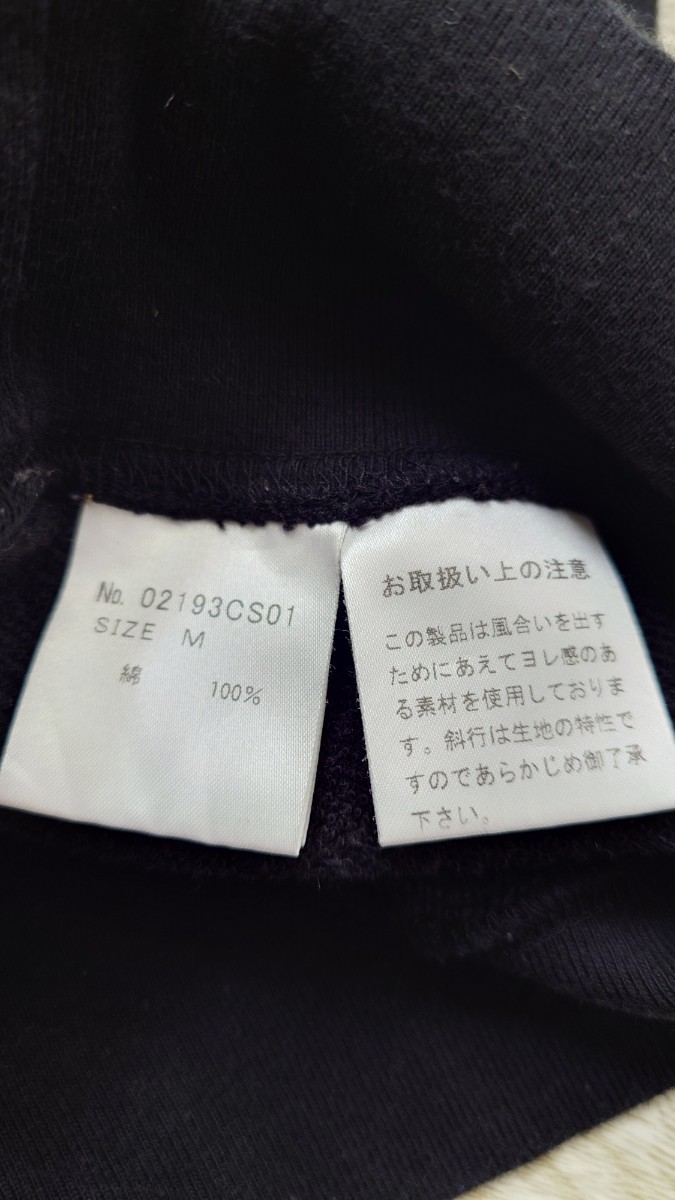 No. 02193CS01
SIZE M
綿 100%
お取扱い上の注意
この製品は風合いを出す
ためにあえてヨレ感のあ
る素材を使用しておりま
す。斜行は生地の特性で
すのであらかじめ御了承
下さい。